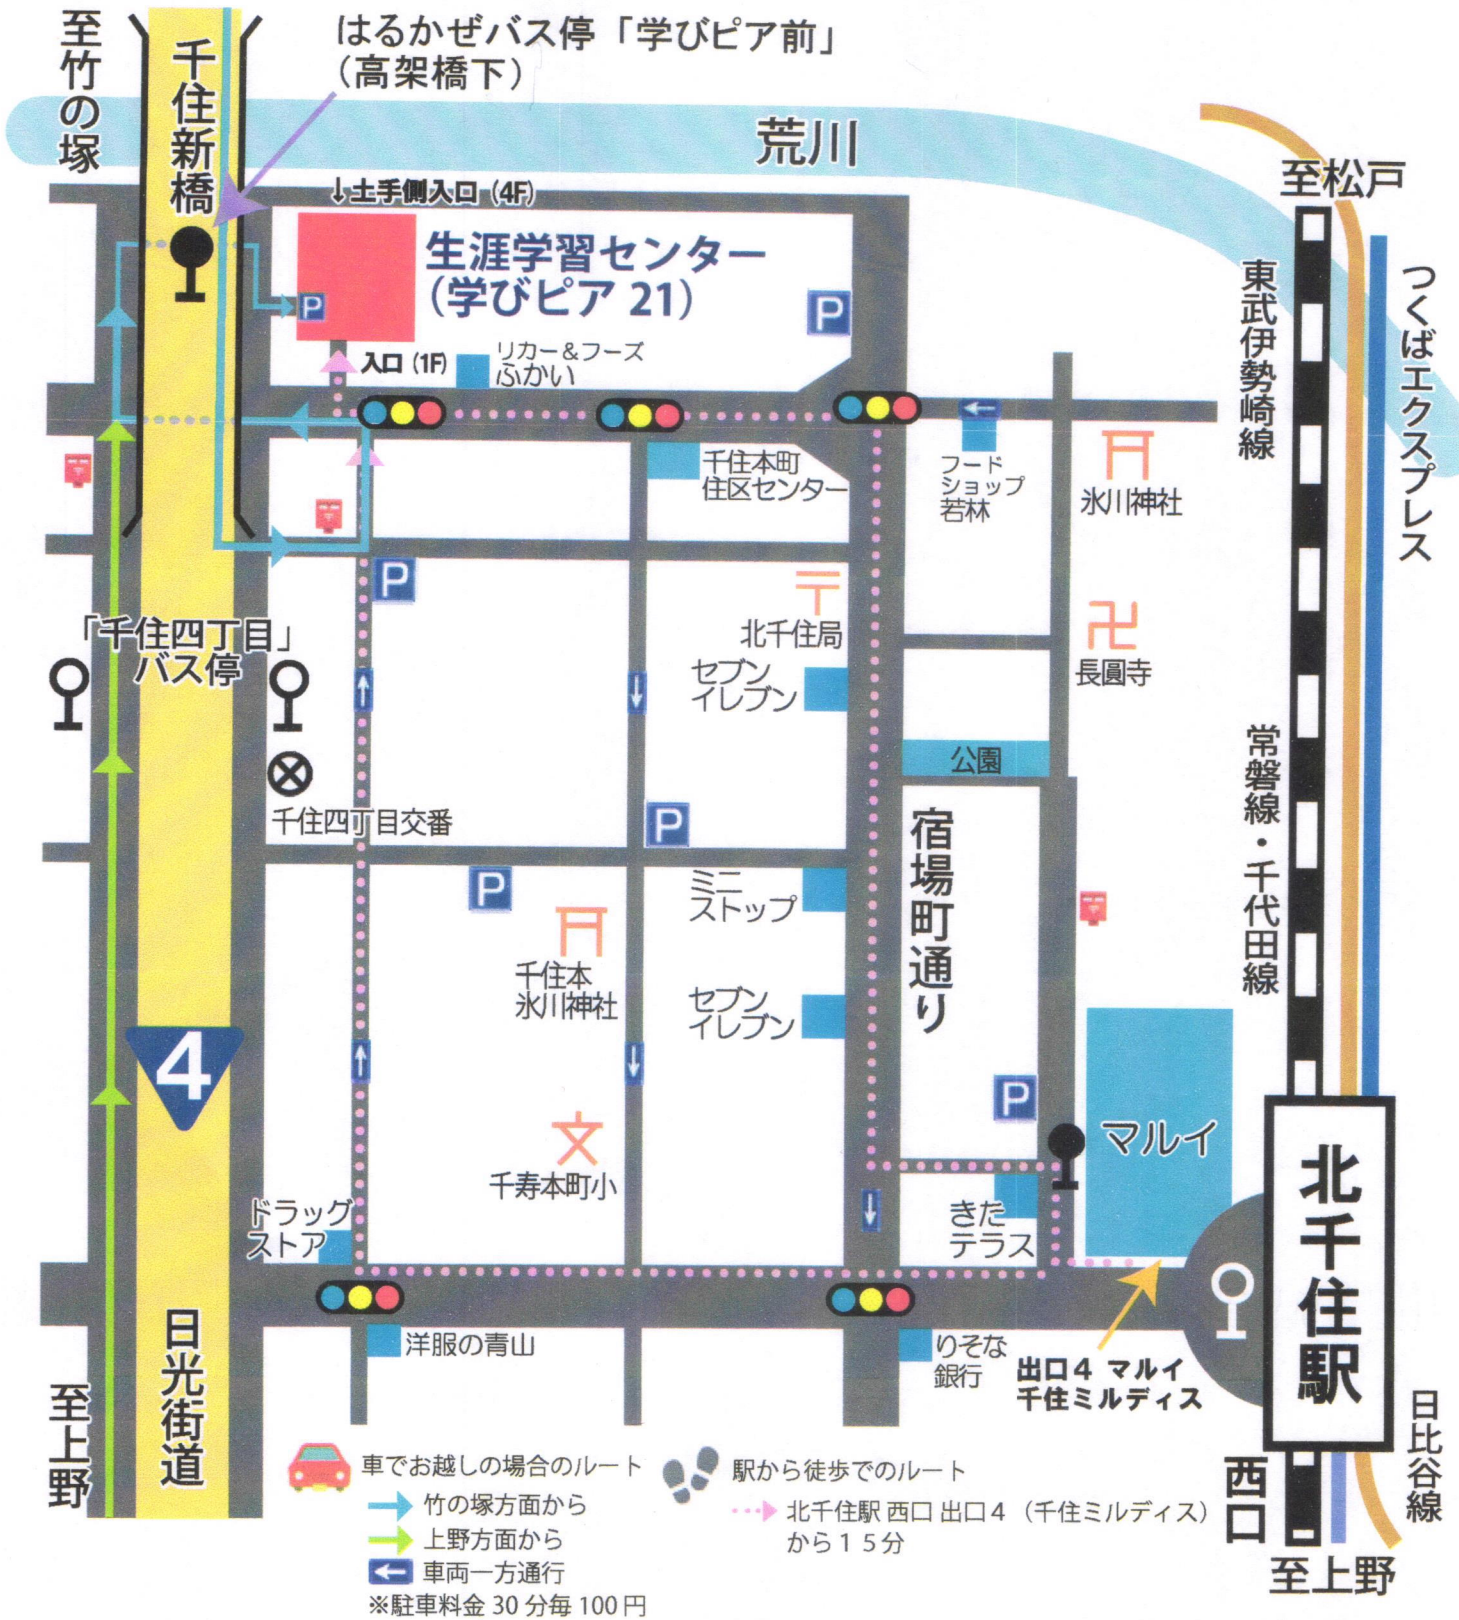 至竹の塚
千住新橋
はるかぜバス停「学びピア前」
(高架橋下)
荒川
至松戸
↓土手側入口 (4F)
生涯学習センター
(学びピア 21)
P
P
入口 (1F)
リカー&フーズ
ふかい
東武伊勢崎線
つくばエクスプレス
千住本町
住区センター
フード
ショップ
若林
氷川神社
P
北千住局
「千住四丁目」
バス停
セブン
イレブン
長圓寺
公園
千住四丁目交番
P
常磐線・千代田線
宿場町通り
P
ミニ
ストップ
千住本
氷川神社
セブン
イレブン
4
P
マルイ
文
千寿本町小
ドラッグ
ストア
きた
テラス
北千住駅
日光街道
洋服の青山
りそな
銀行
出口4 マルイ
千住ミルディス
至上野
西口
日比谷線
至上野
車でお越しの場合のルート
竹の塚方面から
上野方面から
車両一方通行
※駐車料金 30 分毎 100 円
駅から徒歩でのルート
北千住駅 西口 出口4 (千住ミルディス)
から15分